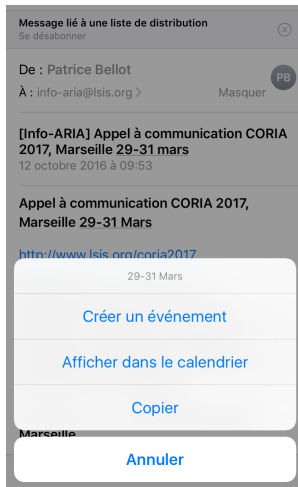 Message lié à une liste de distribution
Se désabonner
De : Patrice Bellot
PB
À : info-aria@lsis.org
Masquer
[Info-ARIA] Appel à communication CORIA
2017, Marseille 29-31 mars
12 octobre 2016 à 09:53
Appel à communication CORIA 2017,
Marseille 29-31 Mars
http://www.lsis.org/coria2017
29-31 Mars
Créer un événement
Afficher dans le calendrier
Copier
Marseille
Annuler